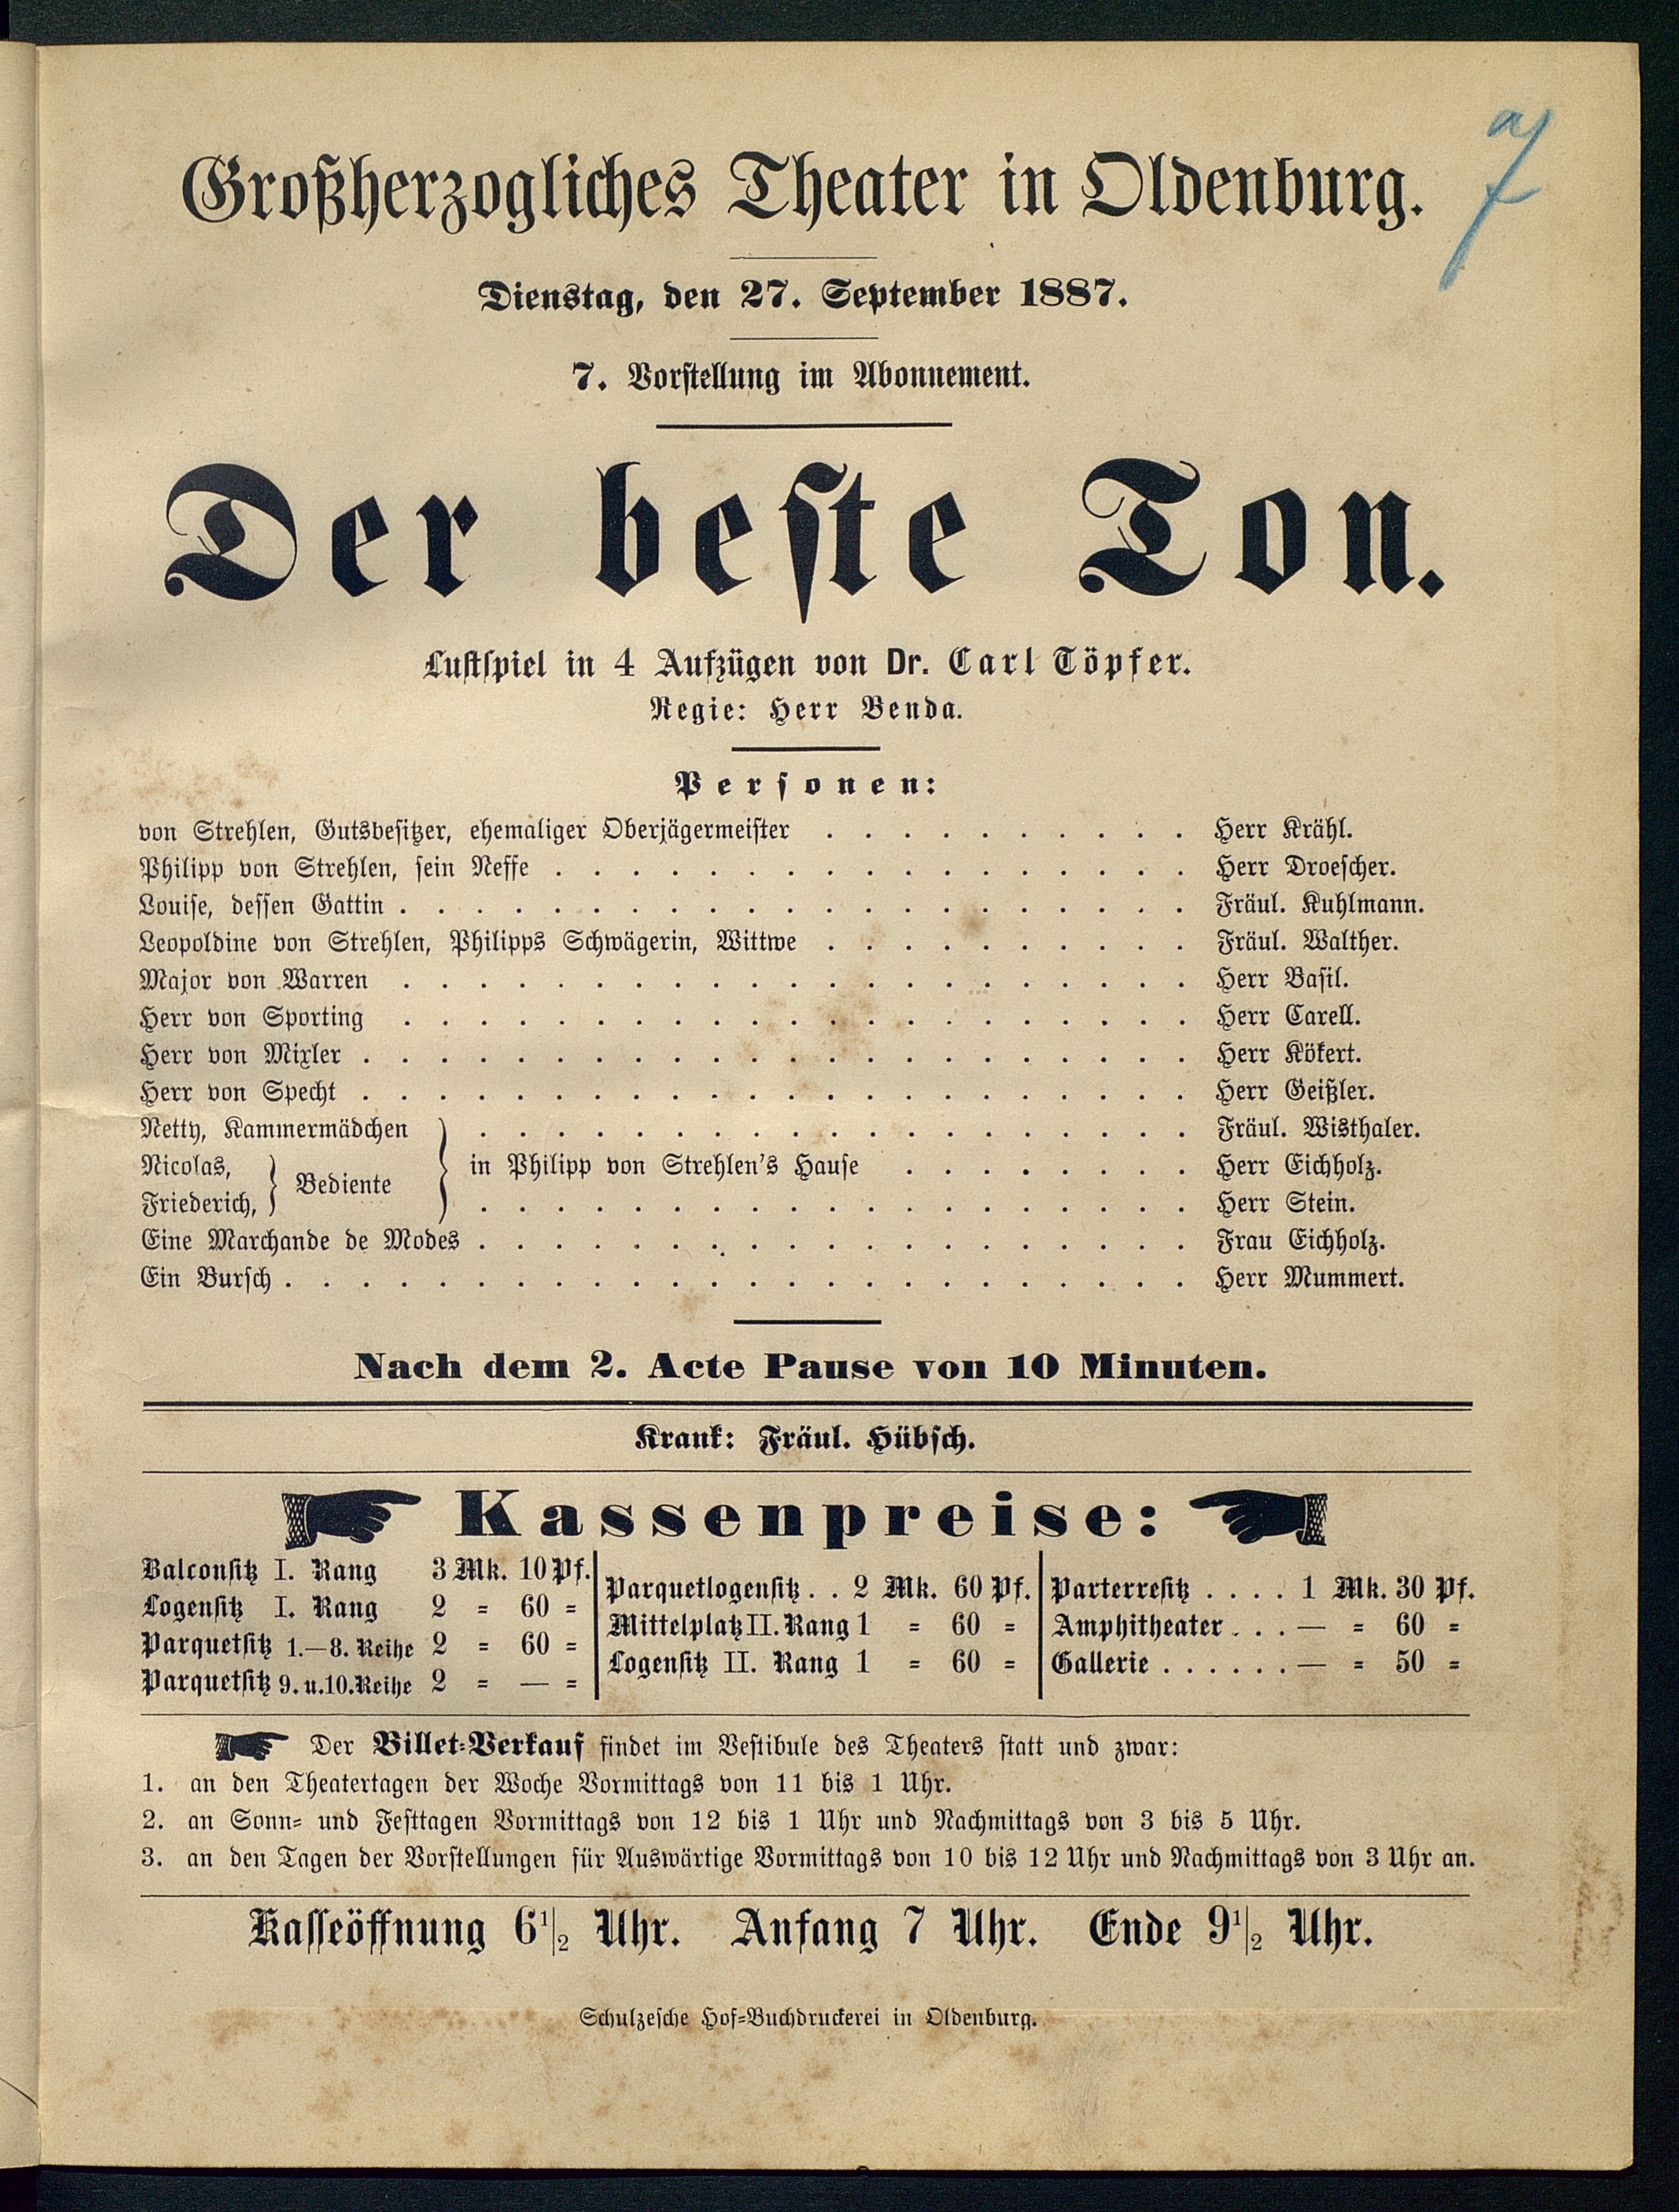 7
Großherzogliches Theater in Oldenburg.
Dienstag, den 27. September 1887.
7. Vorstellung im Abonnement.
Der beste Ton.
Lustspiel in 4 Aufzügen von Dr. Carl Töpfer.
Regie: Herr Benda.
Personen:
von Strehlen, Gutsbesitzer, ehemaliger Oberjägermeister . . . . . . . . . . Herr Krähl.
Philipp von Strehlen, sein Neffe . . . . . . . . . . . . . . . . . Herr Droescher.
Louise, dessen Gattin . . . . . . . . . . . . . . . . . . . . . Fräul. Kuhlmann.
Leopoldine von Strehlen, Philipps Schwägerin, Wittwe . . . . . . . . . . Fräul. Walther.
Major von Warren . . . . . . . . . . . . . . . . . . . . . Herr Basil.
Herr von Sporting . . . . . . . . . . . . . . . . . . . . . Herr Carell.
Herr von Mixler . . . . . . . . . . . . . . . . . . . . . . Herr Kökert.
Herr von Specht . . . . . . . . . . . . . . . . . . . . . . Herr Geißler.
Netty, Kammermädchen . . . . . . . . . . . . . . . . . . . Fräul. Wisthaler.
Nicolas, } Bediente } in Philipp von Strehlen's Hause . . . . . . . . Herr Eichholz.
Friederich, . . . . . . . . . . . . . . . . . . . Herr Stein.
Eine Marchande de Modes . . . . . . . . . . . . . . . . . . . Frau Eichholz.
Ein Bursch . . . . . . . . . . . . . . . . . . . . . . . . Herr Mummert.
Nach dem 2. Acte Pause von 10 Minuten.
Krank: Fräul. Hübsch.
Kassenpreise:
Balconsitz I. Rang 3 Mk. 10 Pf.
Logensitz I. Rang 2 = 60 =
Parquetsitz 1.—8. Reihe 2 = 60 =
Parquetsitz 9. u. 10. Reihe 2 = — =
Parquetlogensitz . . 2 Mk. 60 Pf.
Mittelplatz II. Rang 1 = 60 =
Logensitz II. Rang 1 = 60 =
Parterresitz . . . . 1 Mk. 30 Pf.
Amphitheater . . . — = 60 =
Gallerie . . . . . . — = 50 =
Der Billet=Verkauf findet im Vestibule des Theaters statt und zwar:
1. an den Theatertagen der Woche Vormittags von 11 bis 1 Uhr.
2. an Sonn= und Festtagen Vormittags von 12 bis 1 Uhr und Nachmittags von 3 bis 5 Uhr.
3. an den Tagen der Vorstellungen für Auswärtige Vormittags von 10 bis 12 Uhr und Nachmittags von 3 Uhr an.
Kasseöffnung 6½ Uhr. Anfang 7 Uhr. Ende 9½ Uhr.
Schulzesche Hof=Buchdruckerei in Oldenburg.